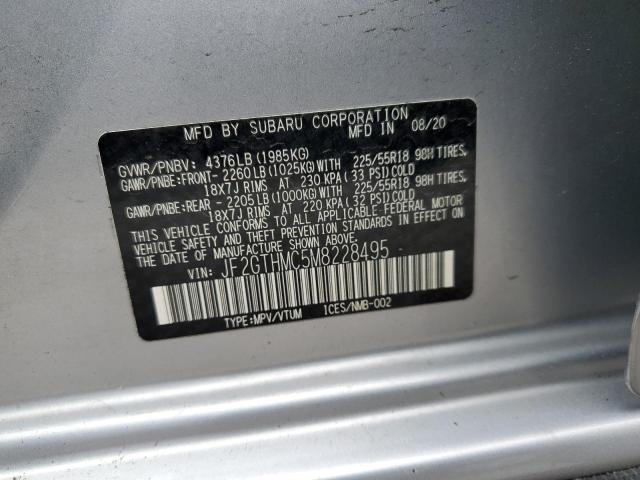 MFD BY SUBARU CORPORATION
MFD IN 08/20
GVWR/PNBV: 4376LB(1985KG)
GAWR/PNBE:FRONT- 2260LB(1025KG)WITH 225/55R18 98H TIRES,
18X7J RIMS AT 230 KPA(33 PSI)COLD
GAWR/PNBE:REAR - 2205LB(1000KG)WITH 225/55R18 98H TIRES,
18X7J RIMS AT 220 KPA(32 PSI)COLD
THIS VEHICLE CONFORMS TO ALL APPLICABLE FEDERAL MOTOR
VEHICLE SAFETY AND THEFT PREVENTION STANDARDS IN EFFECT ON
THE DATE OF MANUFACTURE SHOWN ABOVE.
VIN: JF2GTHMC5M8228495
TYPE:MPV/VTUM ICES/NMB-002